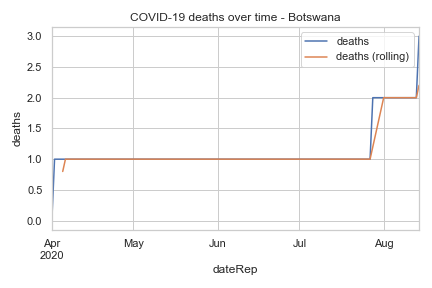 COVID-19 deaths over time - Botswana
deaths
deaths (rolling)
3.0
2.5
2.0
1.5
1.0
0.5
0.0
deaths
Apr
2020
May
Jun
Jul
Aug
dateRep